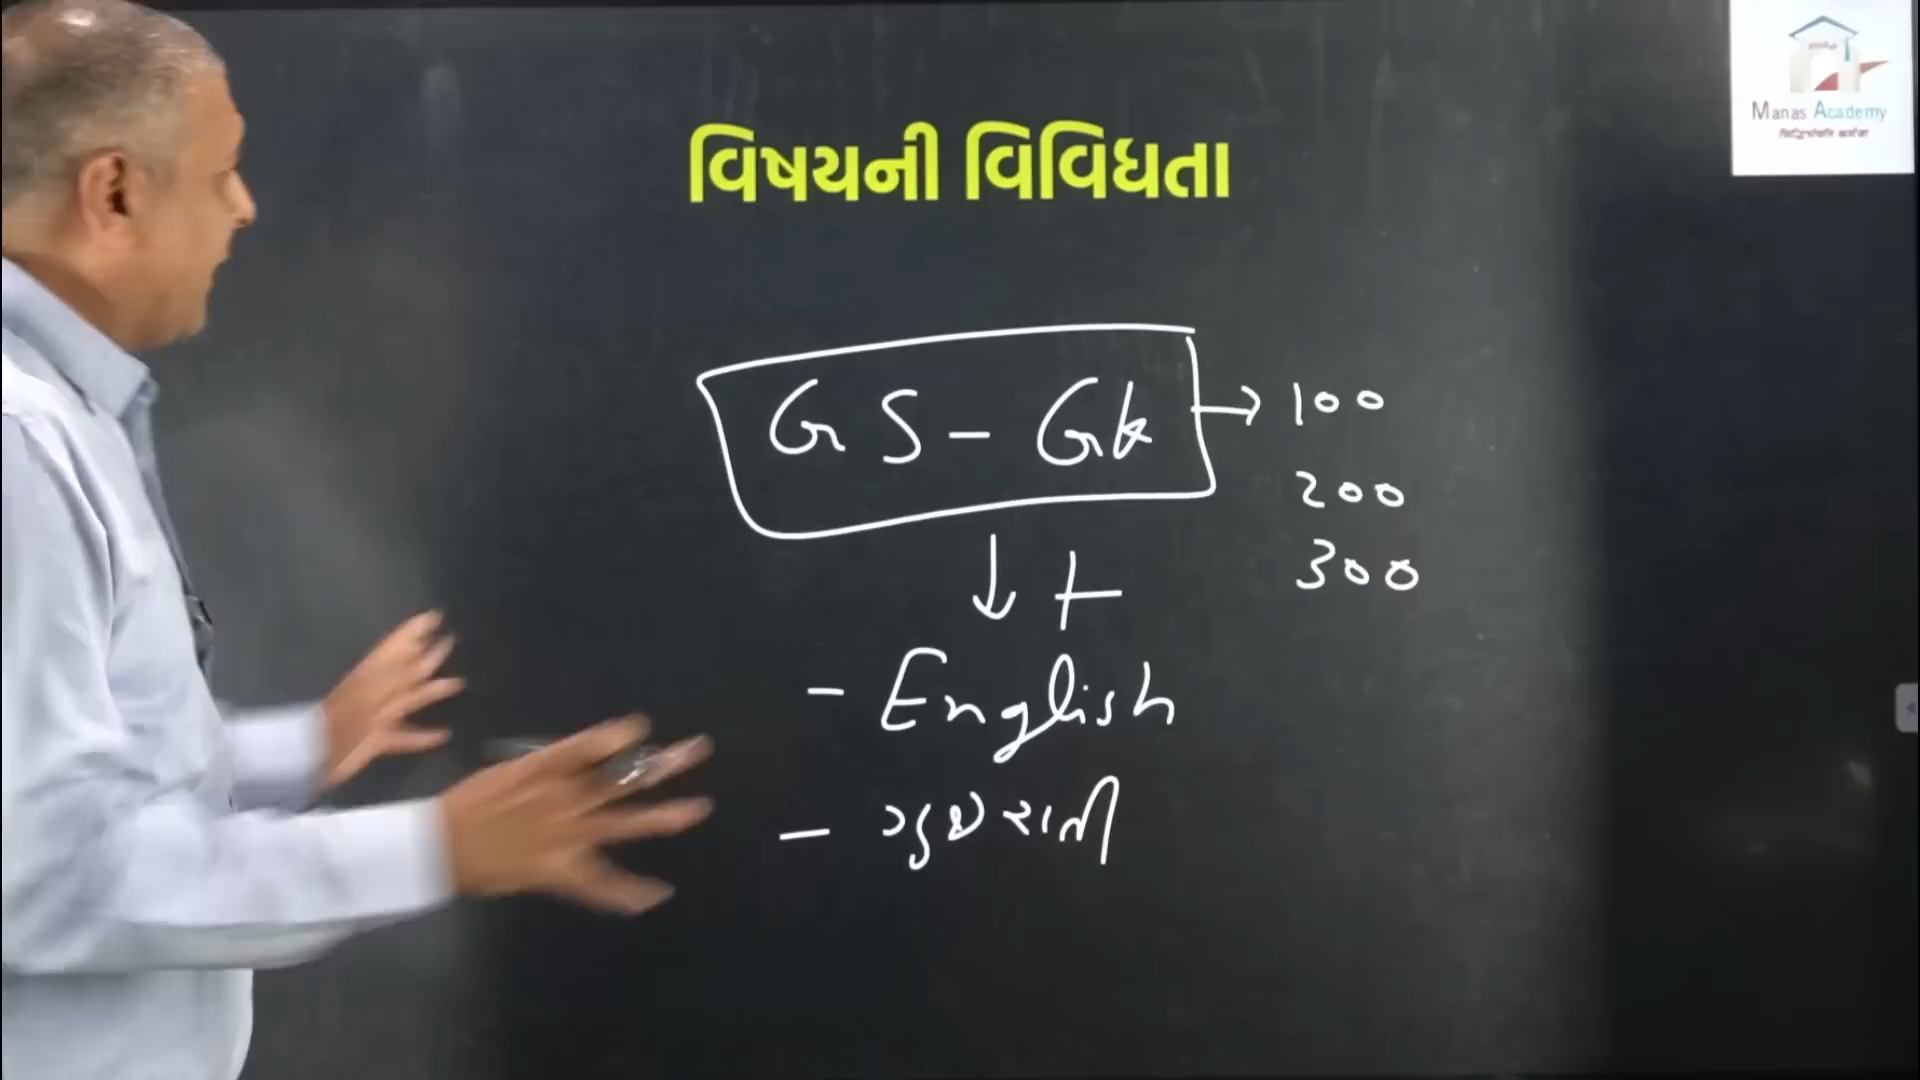 Manas Academy
વિષયની વિવિધતા
GS - Gk → 100
200
300
↓ +
- English
- ગુજરાતી